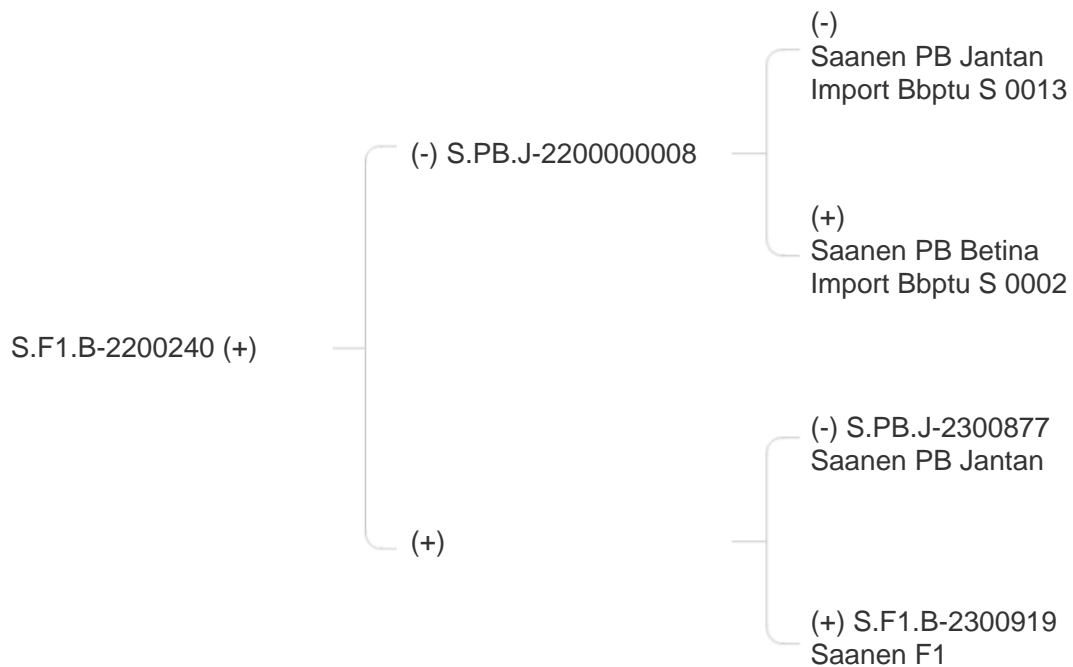 (-)
Saanen PB Jantan
Import Bbptu S 0013
(-) S.PB.J-2200000008
(+)
Saanen PB Betina
Import Bbptu S 0002
S.F1.B-2200240 (+)
(-) S.PB.J-2300877
Saanen PB Jantan
(+)
(+) S.F1.B-2300919
Saanen F1